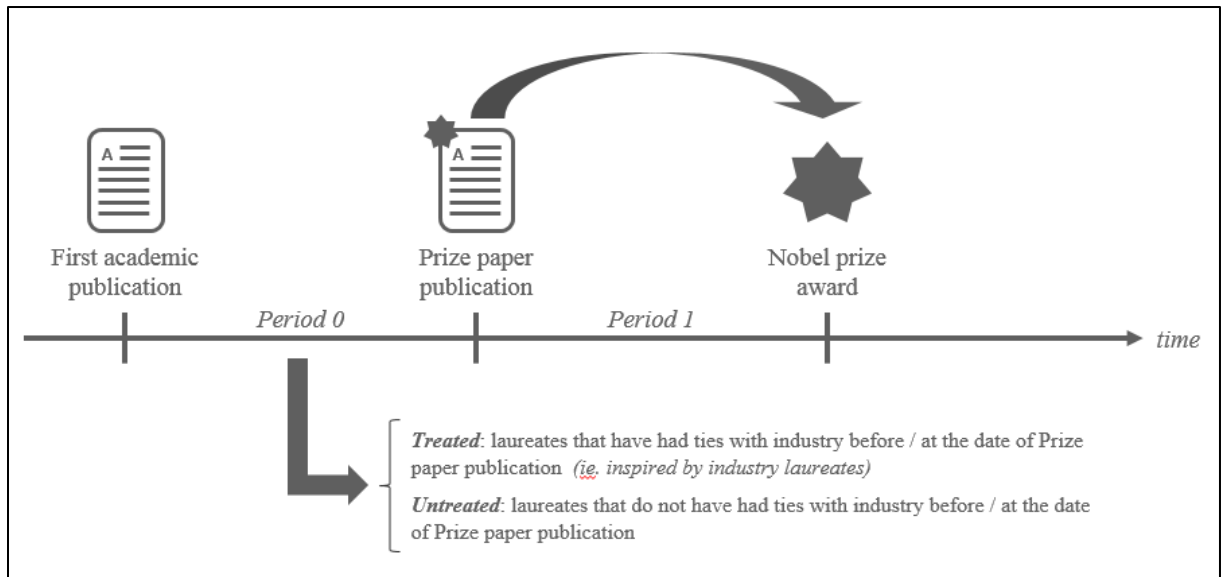 A
A
First academic
publication
Prize paper
publication
Nobel prize
award
Period 0
Period 1
time
Treated: laureates that have had ties with industry before / at the date of Prize
paper publication (ie. inspired by industry laureates)
Untreated: laureates that do not have had ties with industry before / at the date
of Prize paper publication